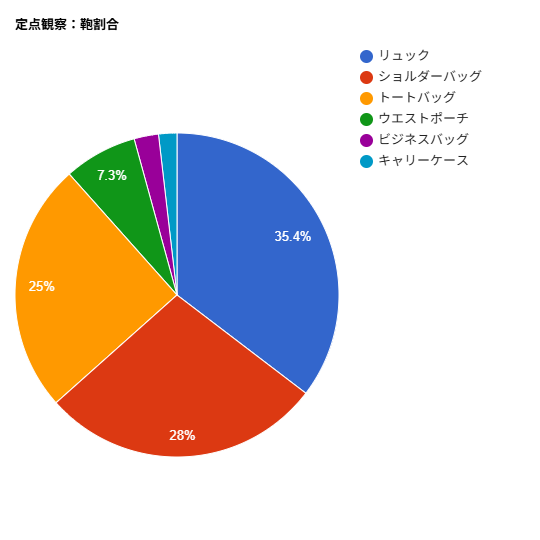 定点観察：鞄割合
リュック
ショルダーバッグ
トートバッグ
ウエストポーチ
ビジネスバッグ
キャリーケース
7.3%
35.4%
25%
28%